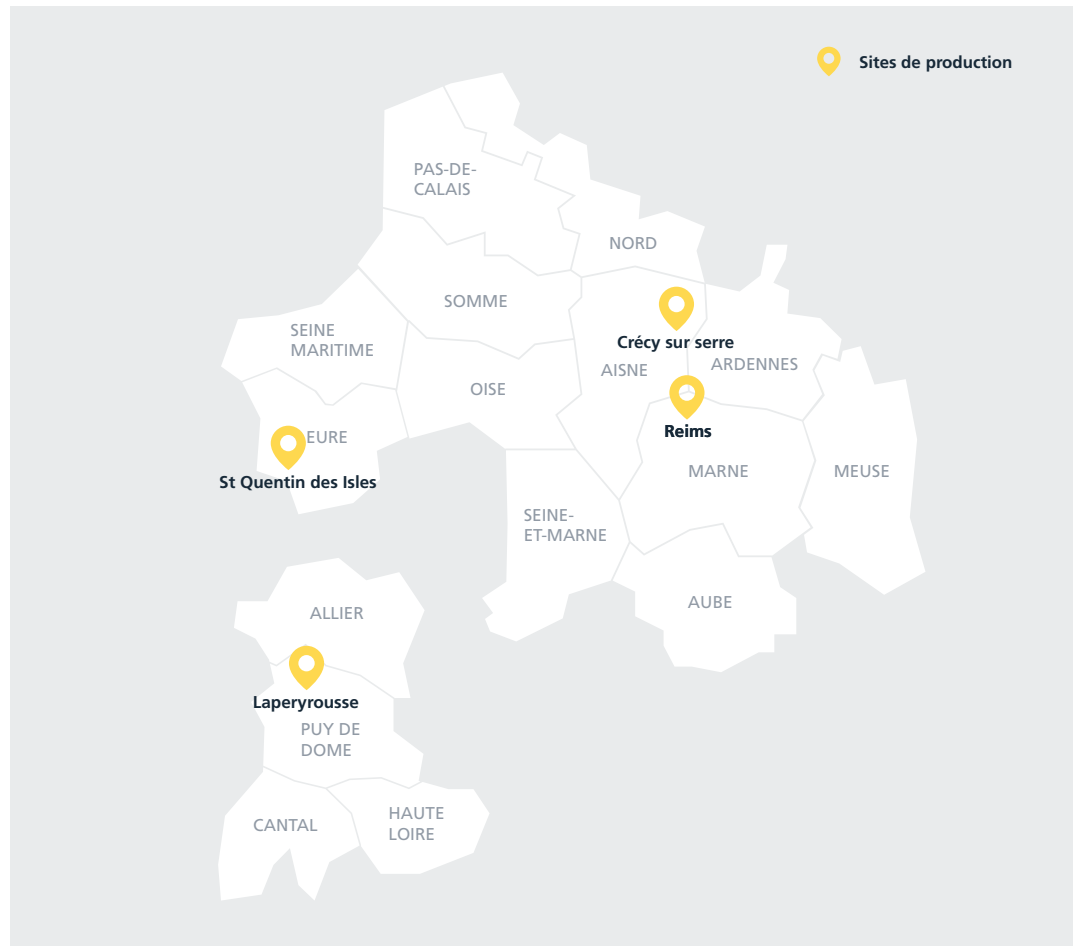 Sites de production
PAS-DE-
CALAIS
NORD
SOMME
SEINE
MARITIME
Crécy sur serre
AISNE
ARDENNES
OISE
Reims
EURE
St Quentin des Isles
MARNE
MEUSE
SEINE-
ET-MARNE
AUBE
ALLIER
Laperyrousse
PUY DE
DOME
CANTAL
HAUTE
LOIRE